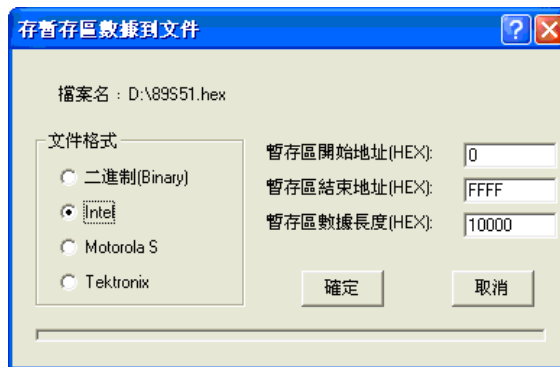 存暫存區數據到文件
檔案名：D:\89S51.hex
文件格式
二進制(Binary)
Intel
Motorola S
Tektronix
暫存區開始地址(HEX): 0
暫存區結束地址(HEX): FFFF
暫存區數據長度(HEX): 10000
確定 取消